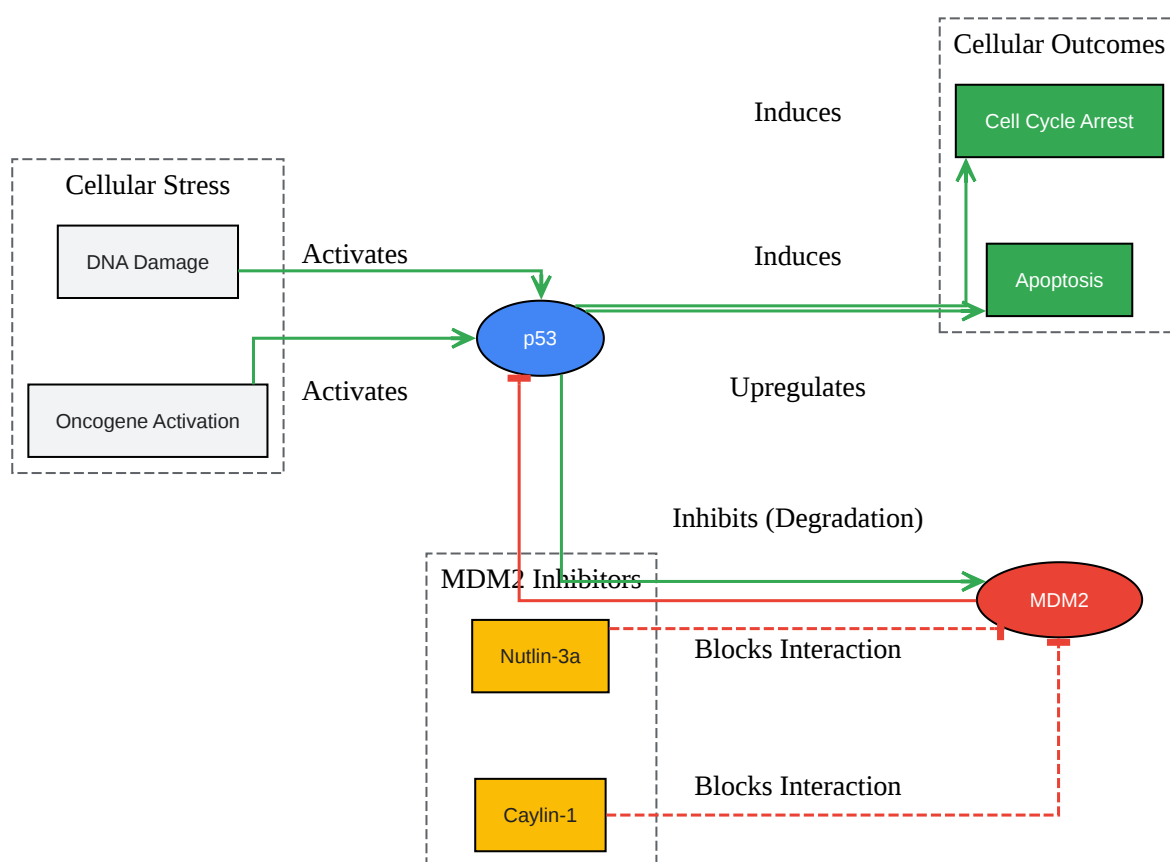 Cellular Outcomes
Induces
Cell Cycle Arrest
Cellular Stress
DNA Damage
Activates
Induces
Apoptosis
p53
Activates
Upregulates
Oncogene Activation
Inhibits (Degradation)
MDM2 Inhibitors
MDM2
Nutlin-3a
Blocks Interaction
Caylin-1
Blocks Interaction